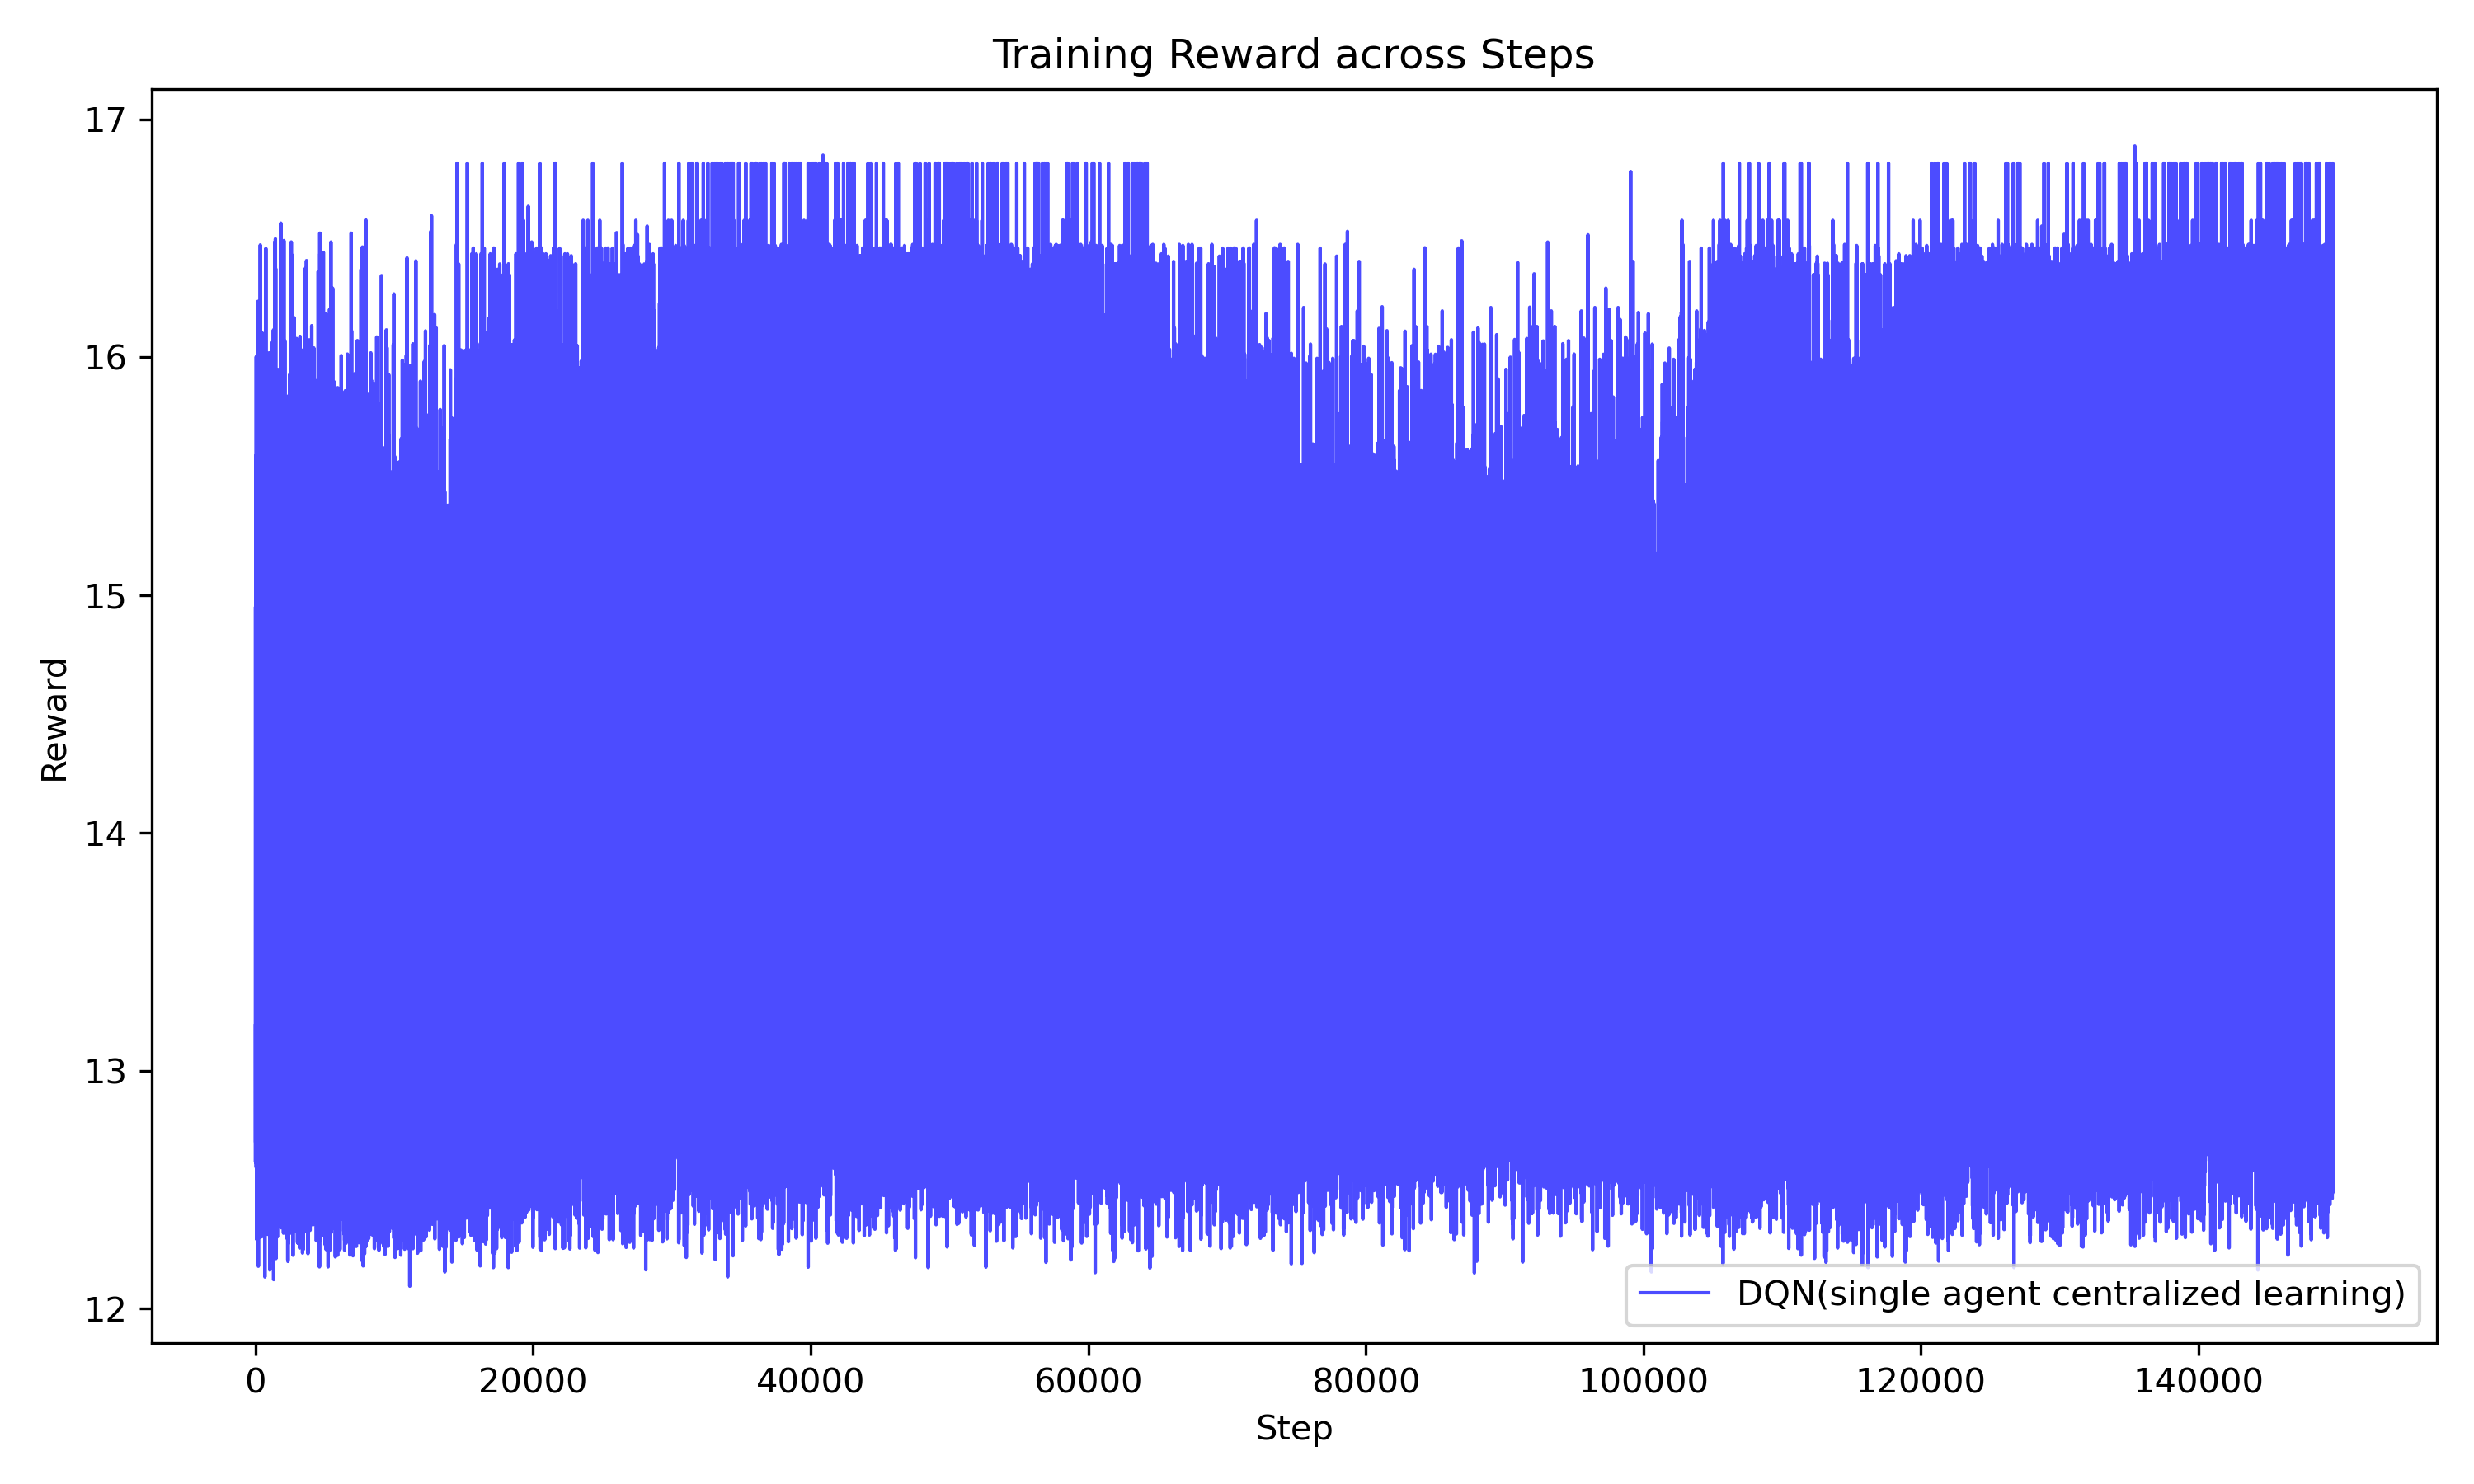 Training Reward across Steps
17
16
15
14
13
12
Reward
0 20000 40000 60000 80000 100000 120000 140000
Step
DQN(single agent centralized learning)